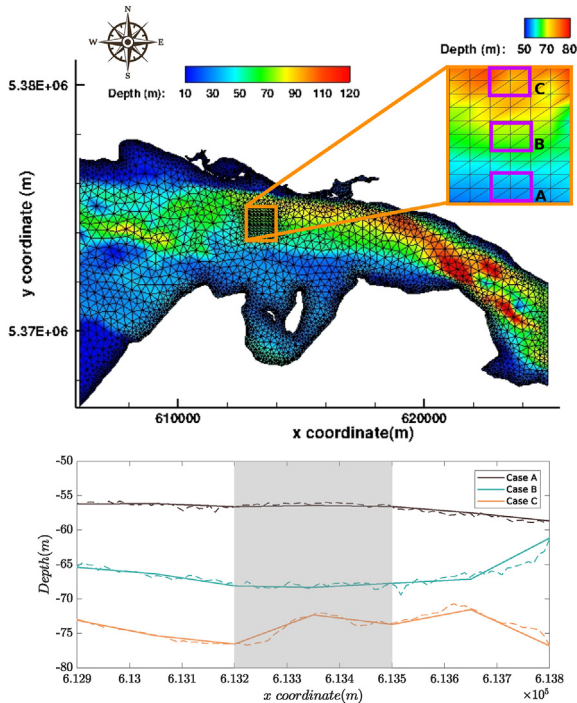 N
W E
S
Depth (m): 10 30 50 70 90 110 120
Depth (m): 50 60 70 80
C
B
A
5.38E+06
5.37E+06
y coordinate (m)
610000 620000
x coordinate(m)
-50
-55
-60
-65
-70
-75
-80
Depth(m)
Case A
Case B
Case C
6.129 6.13 6.131 6.132 6.133 6.134 6.135 6.136 6.137 6.138
x coordinate(m)
×10⁵